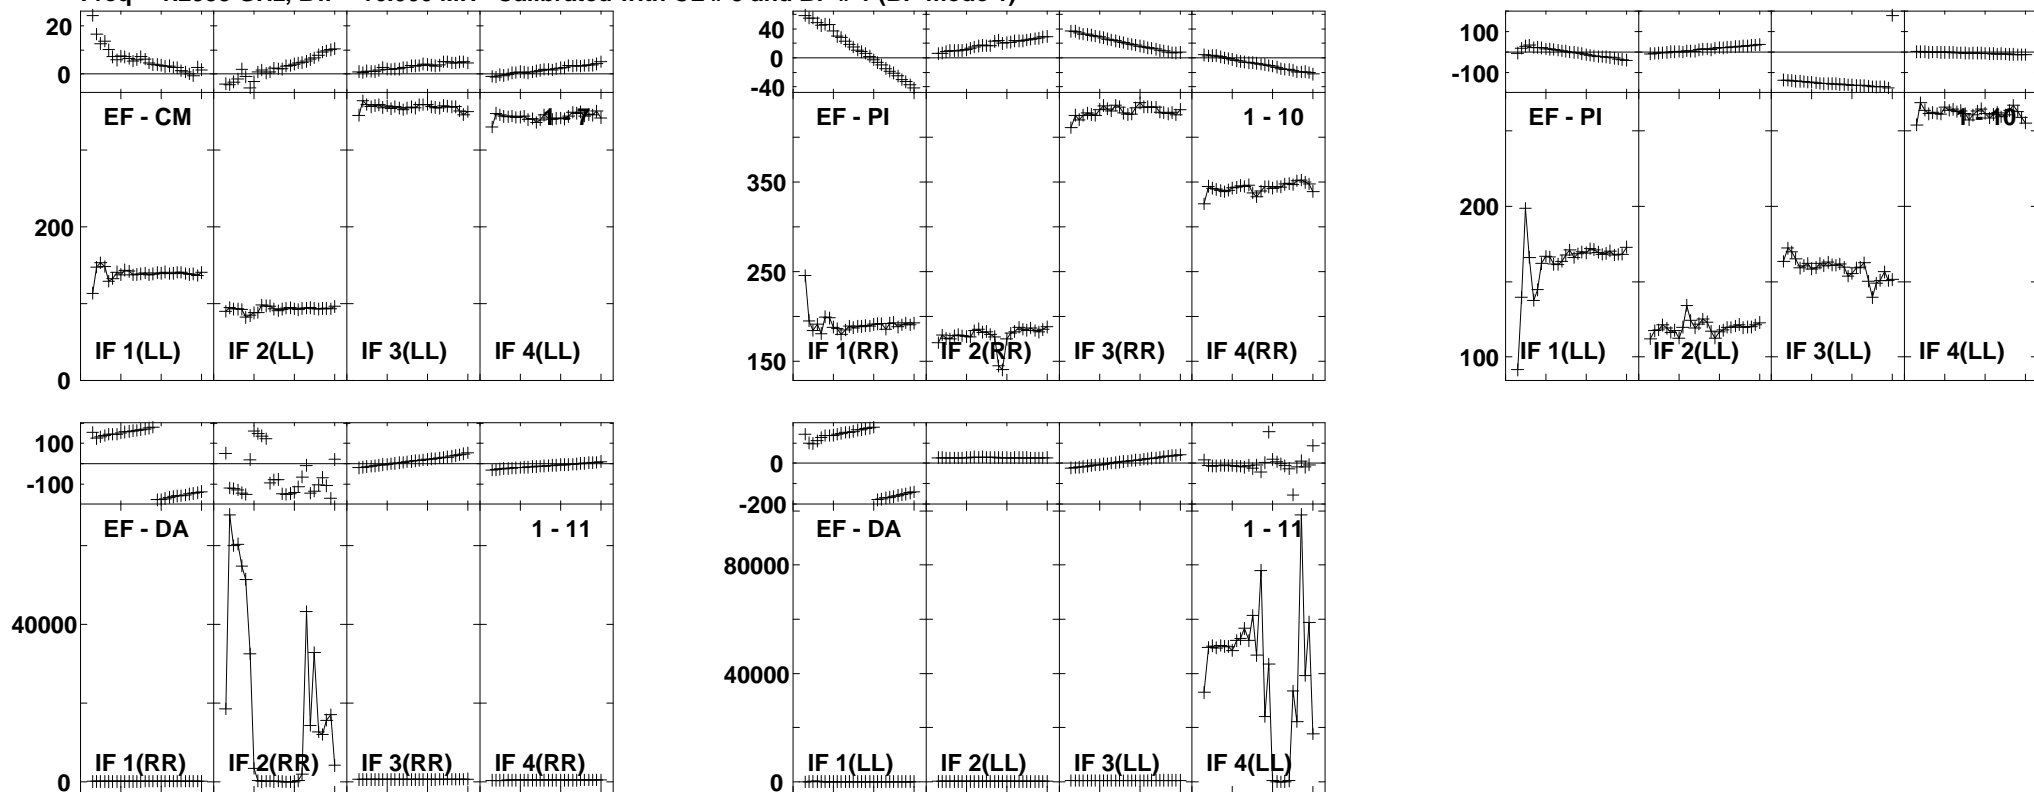 20
0
EF - CM
1 - 7
200
0
IF 1(LL)
IF 2(LL)
IF 3(LL)
IF 4(LL)
40
0
-40
EF - PI
1 - 10
350
250
150
IF 1(RR)
IF 2(RR)
IF 3(RR)
IF 4(RR)
100
-100
EF - PI
1 - 10
200
100
IF 1(LL)
IF 2(LL)
IF 3(LL)
IF 4(LL)
100
-100
EF - DA
1 - 11
40000
0
IF 1(RR)
IF 2(RR)
IF 3(RR)
IF 4(RR)
0
-200
EF - DA
1 - 11
80000
40000
0
IF 1(LL)
IF 2(LL)
IF 3(LL)
IF 4(LL)